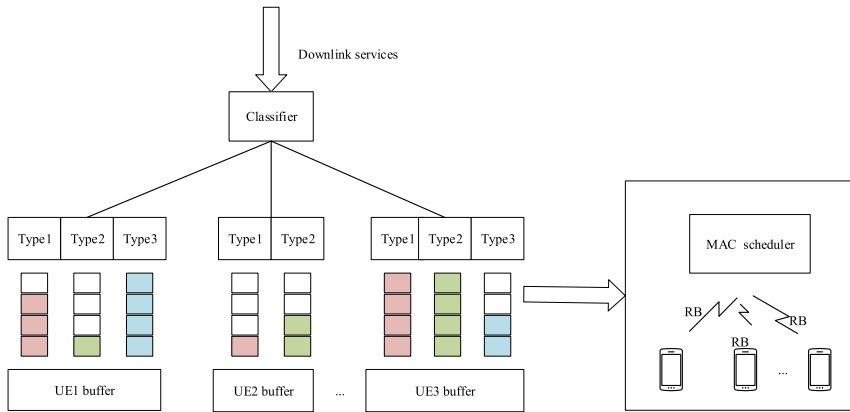 Downlink services
Classifier
Type1 Type2 Type3
Type1 Type2
Type1 Type2 Type3
MAC scheduler
RB
RB
RB
...
UE1 buffer
UE2 buffer
...
UE3 buffer